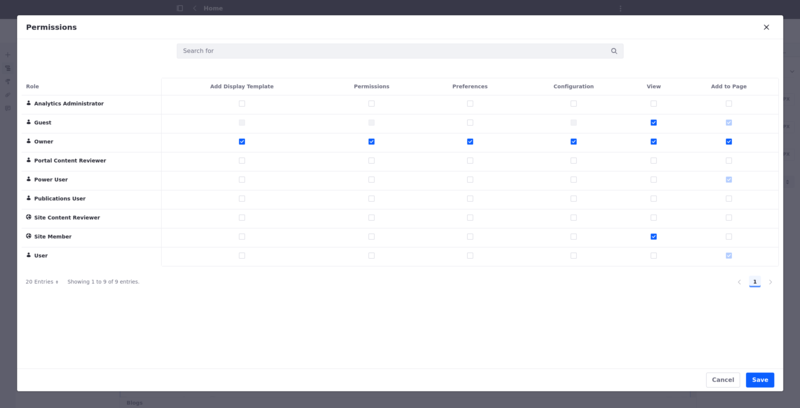 Home
Permissions
Search for
Role Add Display Template Permissions Preferences Configuration View Add to Page
Analytics Administrator
Guest
Owner
Portal Content Reviewer
Power User
Publications User
Site Content Reviewer
Site Member
User
20 Entries Showing 1 to 9 of 9 entries. 1
Cancel Save
Blogs